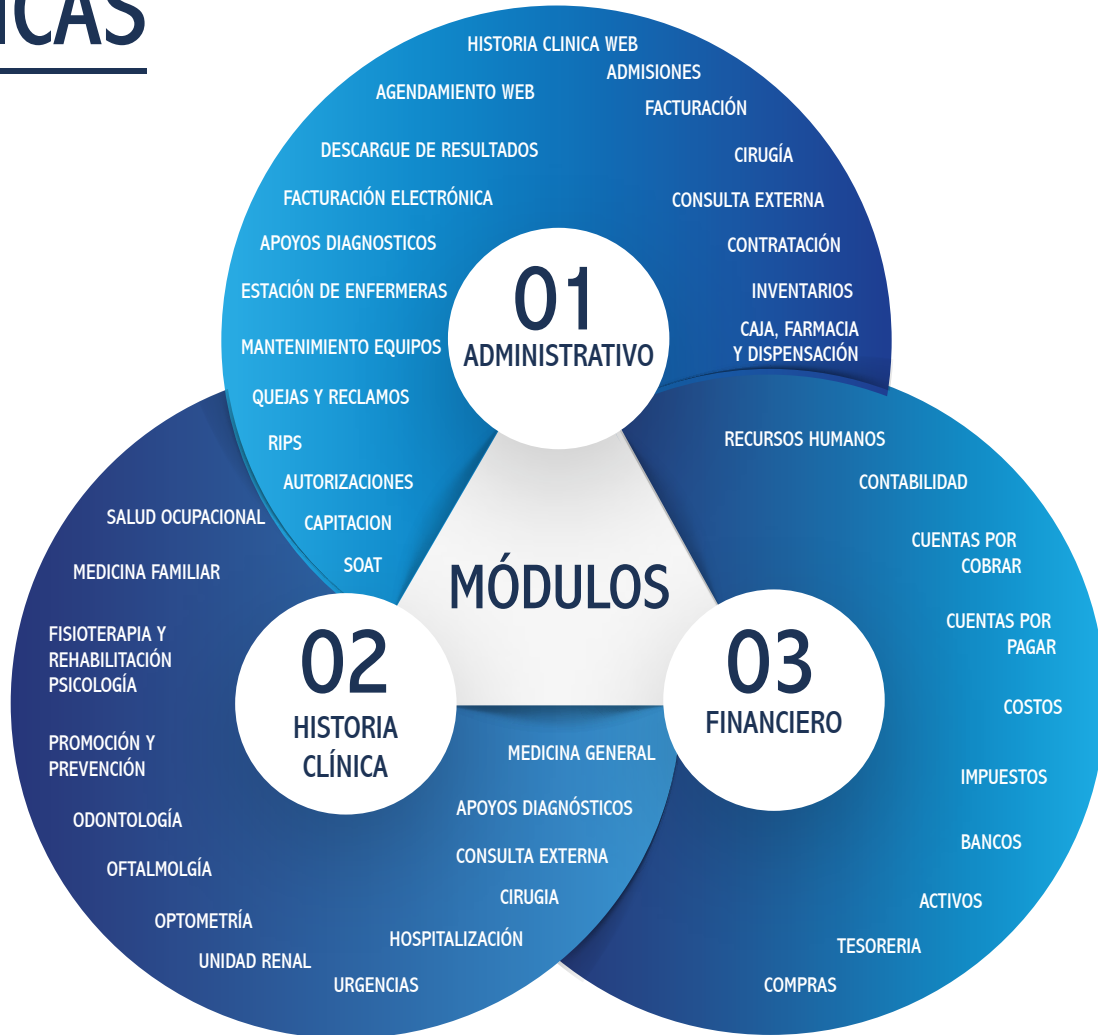 ICAS
HISTORIA CLINICA WEB
ADMISIONES
AGENDAMIENTO WEB
FACTURACIÓN
DESCARGUE DE RESULTADOS
CIRUGÍA
FACTURACIÓN ELECTRÓNICA
CONSULTA EXTERNA
APOYOS DIAGNOSTICOS
CONTRATACIÓN
ESTACIÓN DE ENFERMERAS
INVENTARIOS
MANTENIMIENTO EQUIPOS
CAJA, FARMACIA
Y DISPENSACIÓN
QUEJAS Y RECLAMOS
RIPS
AUTORIZACIONES
CAPITACION
SOAT
01
ADMINISTRATIVO
MÓDULOS
02
HISTORIA
CLÍNICA
SALUD OCUPACIONAL
MEDICINA FAMILIAR
FISIOTERAPIA Y
REHABILITACIÓN
PSICOLOGÍA
PROMOCIÓN Y
PREVENCIÓN
ODONTOLOGÍA
OFTALMOLGÍA
OPTOMETRÍA
UNIDAD RENAL
URGENCIAS
MEDICINA GENERAL
APOYOS DIAGNÓSTICOS
CONSULTA EXTERNA
CIRUGIA
HOSPITALIZACIÓN
03
FINANCIERO
RECURSOS HUMANOS
CONTABILIDAD
CUENTAS POR
COBRAR
CUENTAS POR
PAGAR
COSTOS
IMPUESTOS
BANCOS
ACTIVOS
TESORERIA
COMPRAS